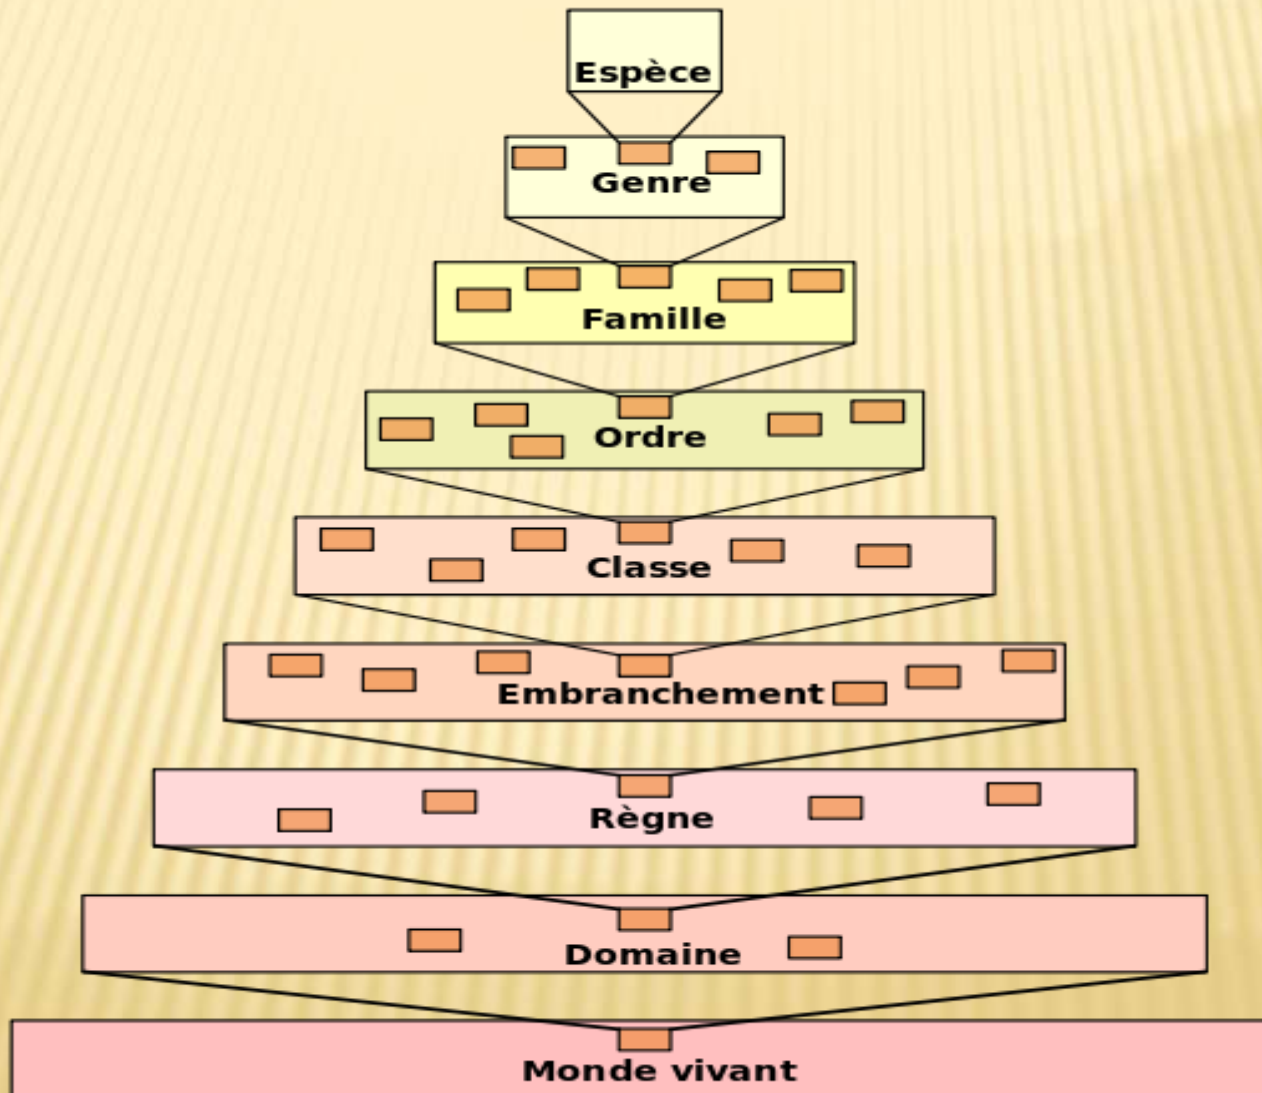 Espèce
Genre
Famille
Ordre
Classe
Embranchement
Règne
Domaine
Monde vivant